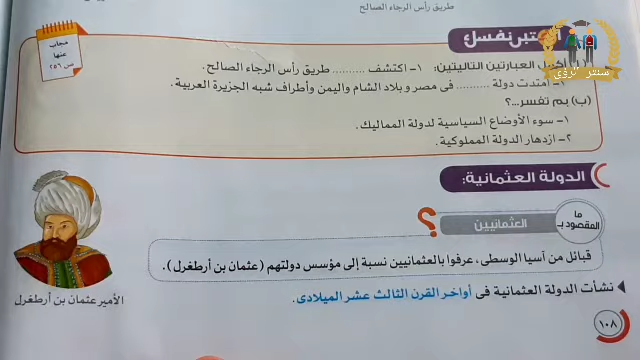 طريق رأس الرجاء الصالح
اختبر نفسك
مجاب عنها ص ٢٥٦
أكمل العبارتين التاليتين: ١- اكتشف .......... طريق رأس الرجاء الصالح.
٢- امتدت دولة .......... فى مصر وبلاد الشام واليمن وأطراف شبه الجزيرة العربية.
(ب) بم تفسر...؟
١- سوء الأوضاع السياسية لدولة المماليك.
٢- ازدهار الدولة المملوكية.
الدولة العثمانية:
ما المقصود بـ
العثمانيين
؟
قبائل من آسيا الوسطى، عرفوا بالعثمانيين نسبة إلى مؤسس دولتهم (عثمان بن أرطغرل).
الأمير عثمان بن أرطغرل
نشأت الدولة العثمانية فى أواخر القرن الثالث عشر الميلادى.
١٠٨
سنتر الرؤى